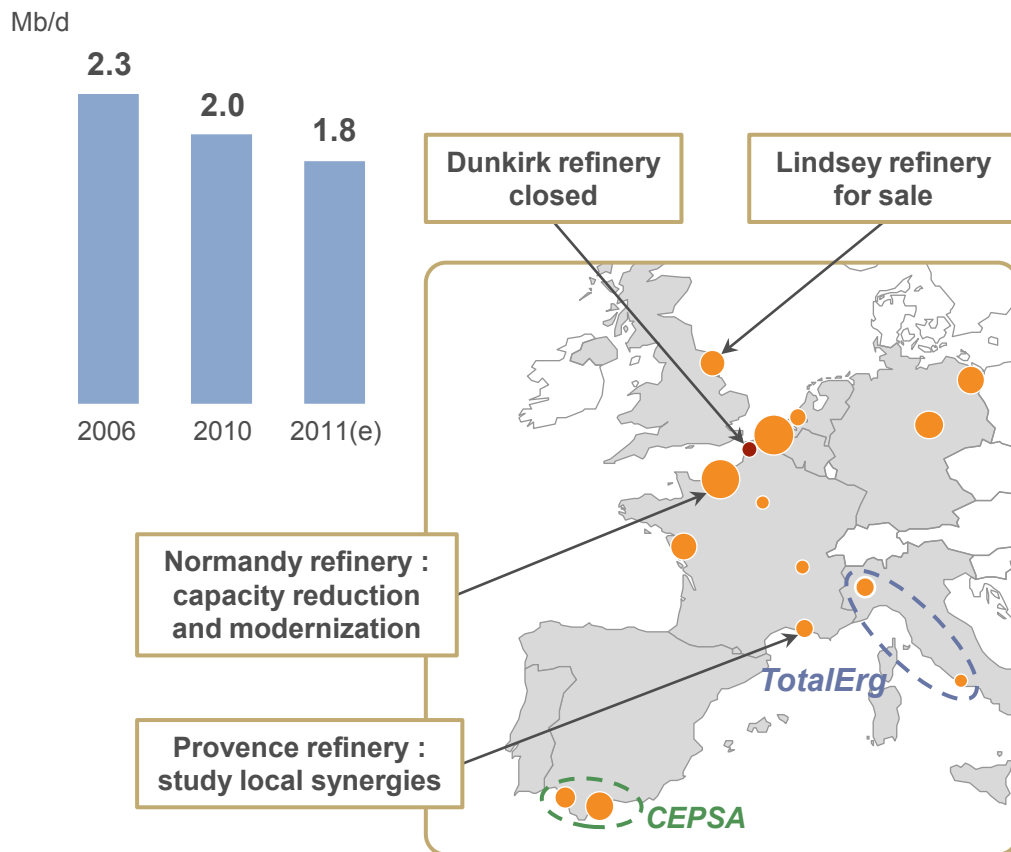 Mb/d
2.3
2.0
1.8
2006
2010
2011(e)
Dunkirk refinery
closed
Lindsey refinery
for sale
Normandy refinery :
capacity reduction
and modernization
Provence refinery :
study local synergies
TotalErg
CEPSA